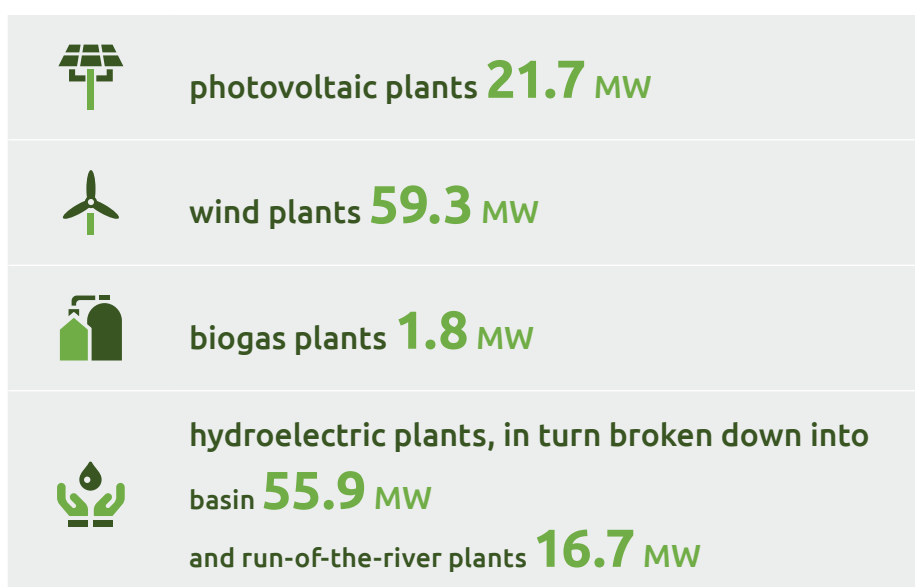 photovoltaic plants 21.7 MW
wind plants 59.3 MW
biogas plants 1.8 MW
hydroelectric plants, in turn broken down into
basin 55.9 MW
and run-of-the-river plants 16.7 MW